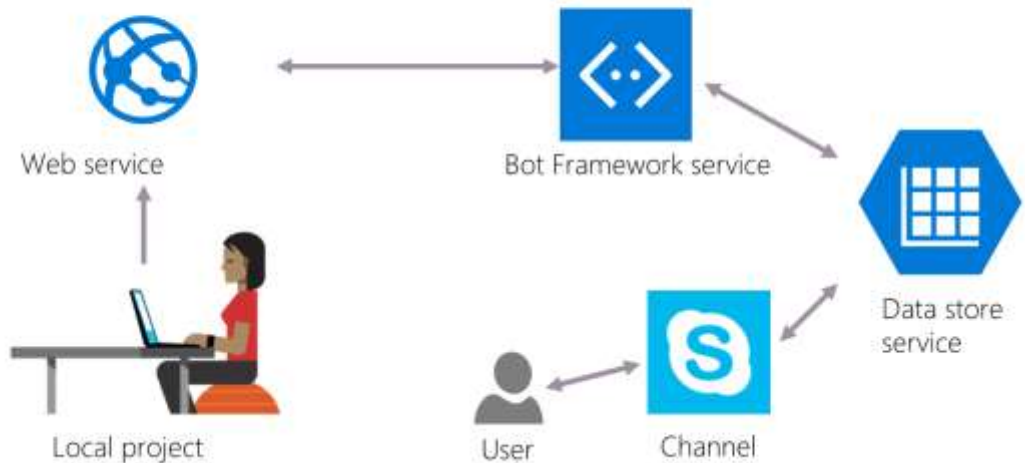 Web service
Bot Framework service
Data store
service
Local project
User
Channel